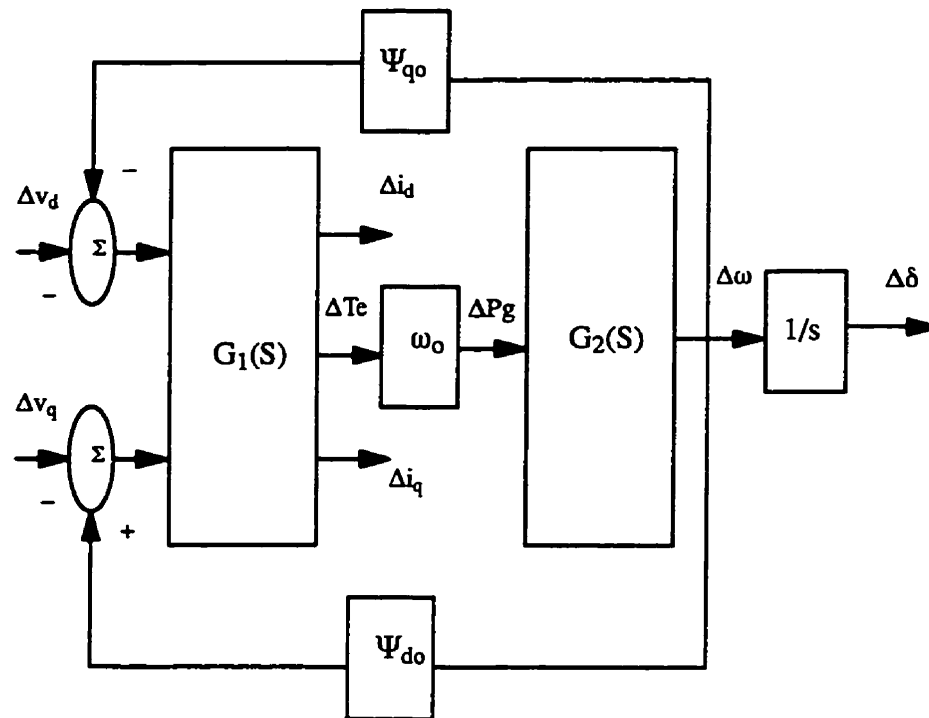 Ψqo
−
Δvd
Σ
−
Δid
ΔTe
ωo
ΔPg
G1(S)
G2(S)
Δω
1/s
Δδ
Δvq
Σ
−
+
Δiq
Ψdo